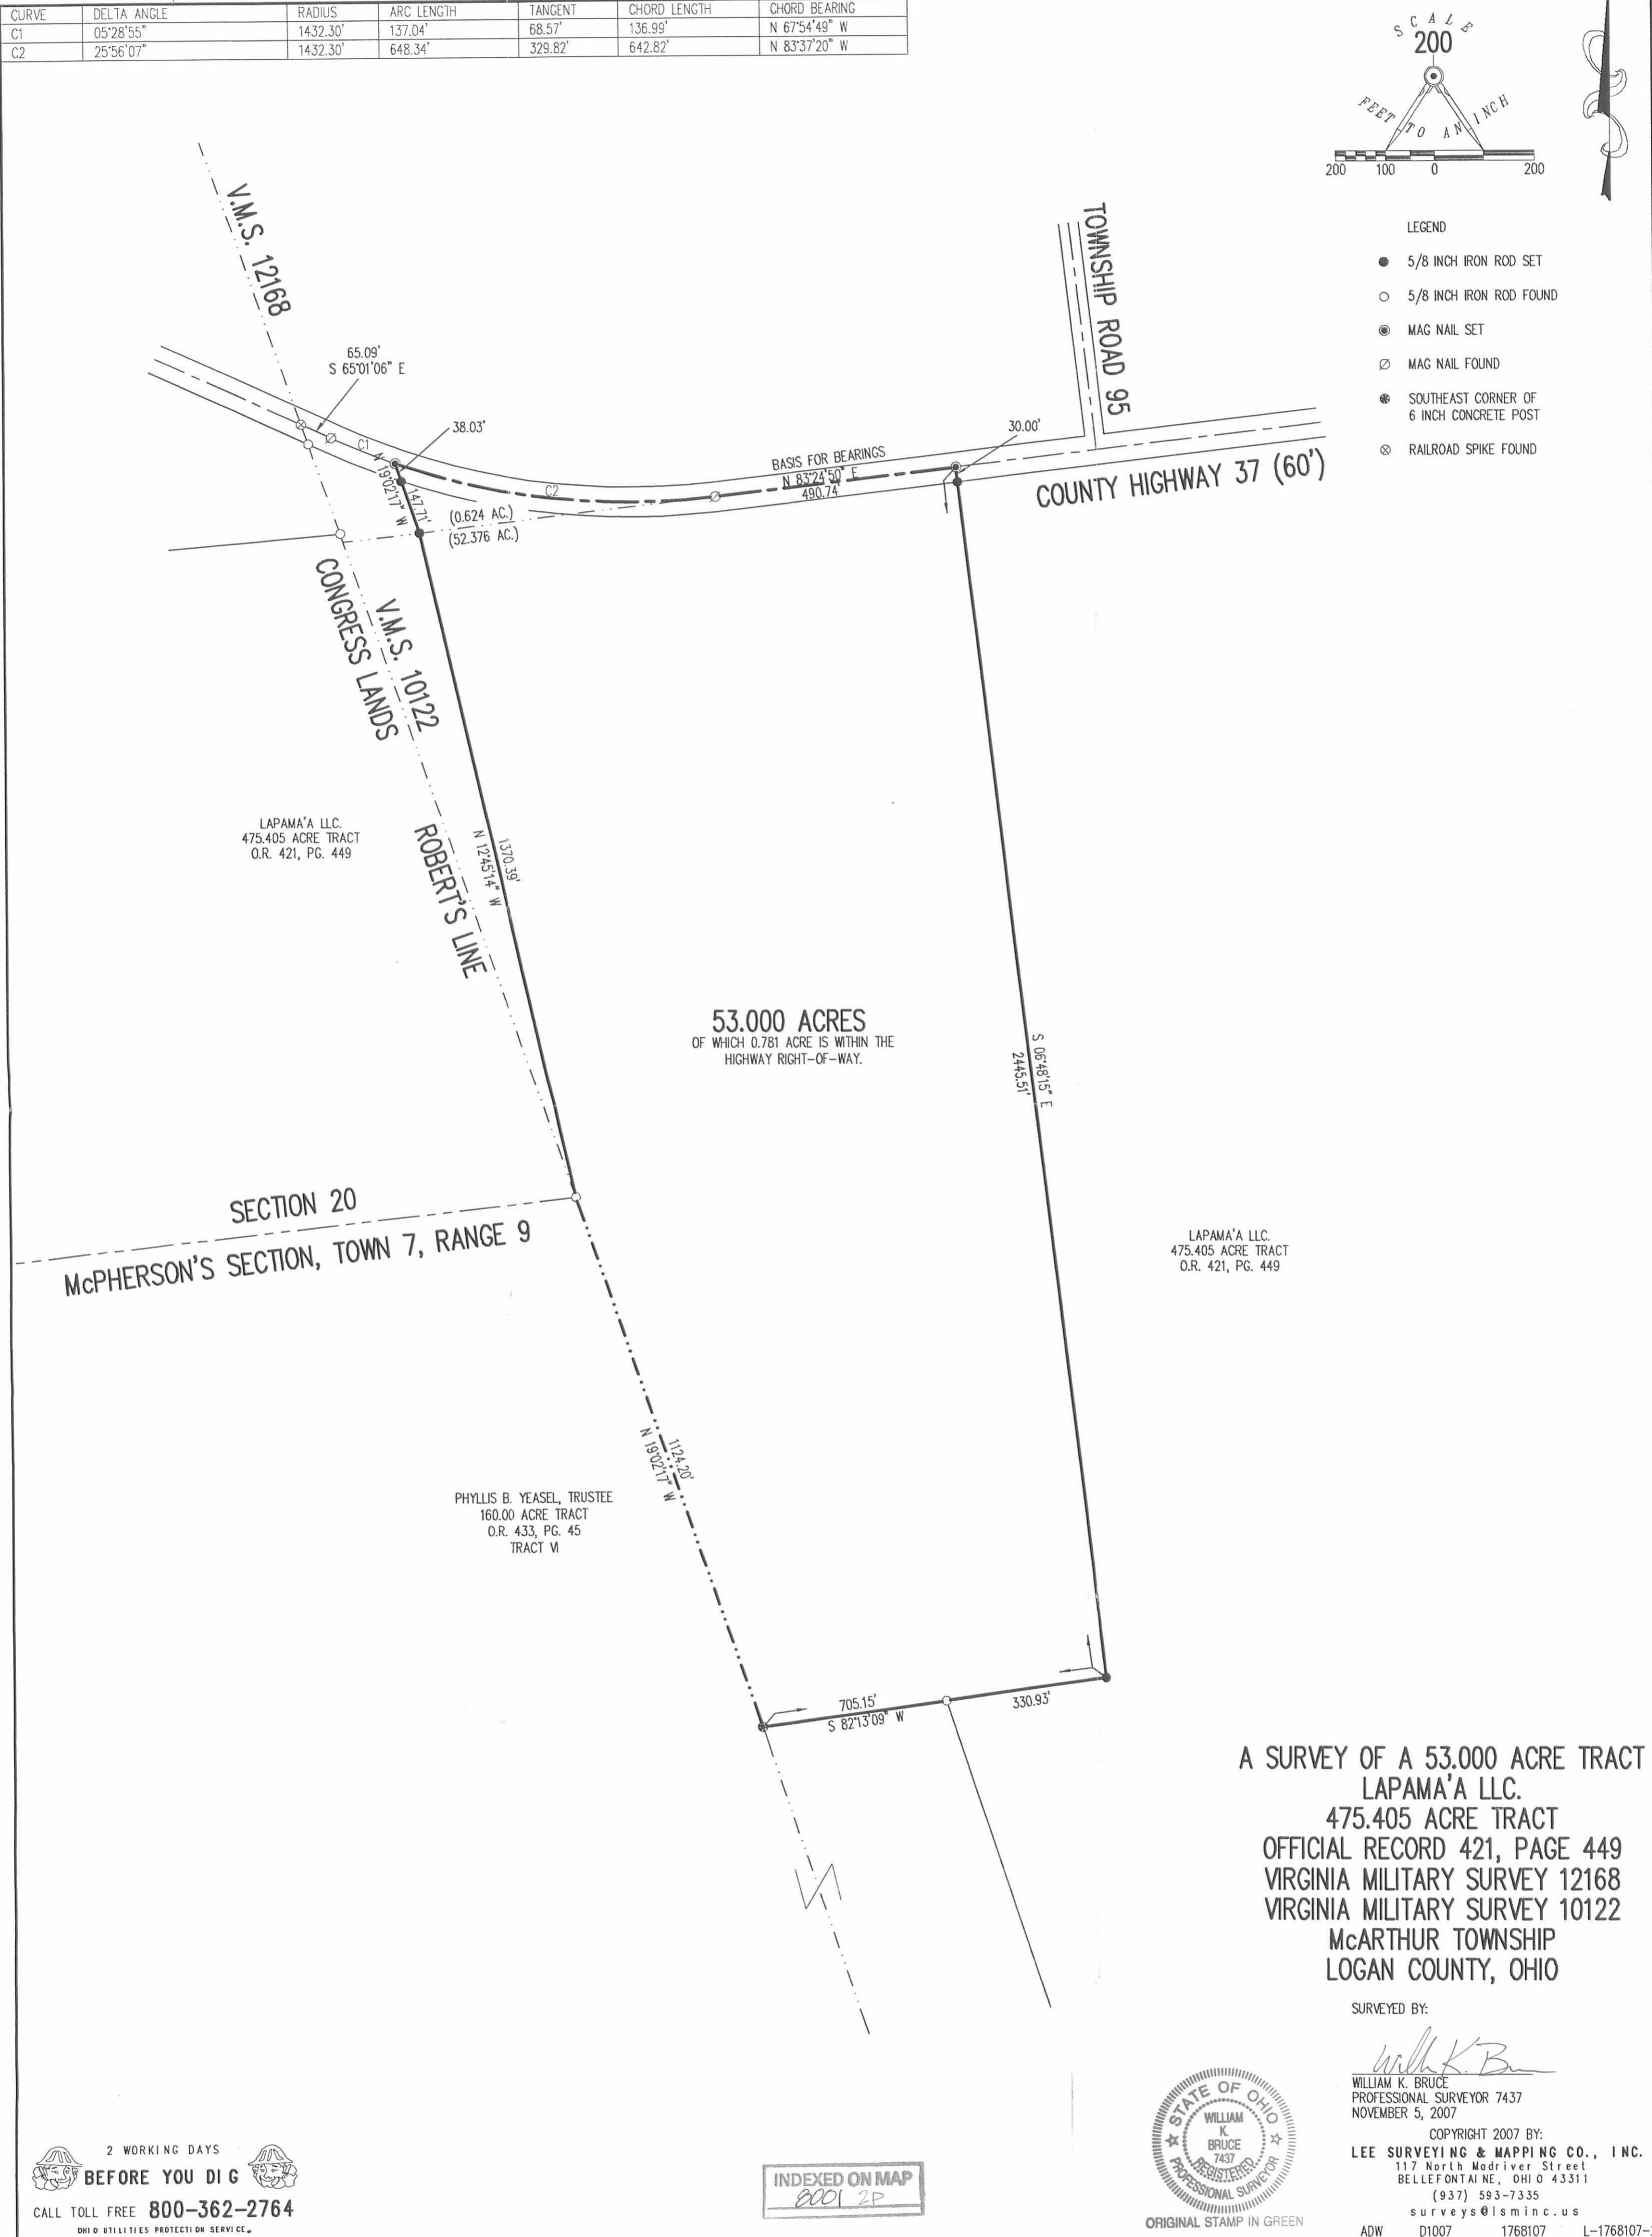 CURVE DELTA ANGLE RADIUS ARC LENGTH TANGENT CHORD LENGTH CHORD BEARING
C1 05°28'55" 1432.30' 137.04' 68.57' 136.99' N 67°54'49" W
C2 25°56'07" 1432.30' 648.34' 329.82' 642.82' N 83°37'20" W
SCALE
200
FEET TO AN INCH
200 100 0 200
LEGEND
5/8 INCH IRON ROD SET
5/8 INCH IRON ROD FOUND
MAG NAIL SET
MAG NAIL FOUND
SOUTHEAST CORNER OF
6 INCH CONCRETE POST
RAILROAD SPIKE FOUND
V.M.S. 12168
TOWNSHIP ROAD 95
65.09'
S 65°01'06" E
C1
38.03'
30.00'
BASIS FOR BEARINGS
N 83°24'50" E
490.74'
C2
COUNTY HIGHWAY 37 (60')
N 19°02'17" W
147.71'
(0.624 AC.)
(52.376 AC.)
CONGRESS LANDS
V.M.S. 10122
LAPAMA'A LLC.
475.405 ACRE TRACT
O.R. 421, PG. 449
ROBERT'S LINE
1370.39'
N 12°45'14" W
53.000 ACRES
OF WHICH 0.781 ACRE IS WITHIN THE
HIGHWAY RIGHT-OF-WAY.
S 06°48'15" E
2445.51'
SECTION 20
McPHERSON'S SECTION, TOWN 7, RANGE 9
LAPAMA'A LLC.
475.405 ACRE TRACT
O.R. 421, PG. 449
1124.20'
N 19°02'17" W
PHYLLIS B. YEASEL, TRUSTEE
160.00 ACRE TRACT
O.R. 433, PG. 45
TRACT VI
705.15'
S 82°13'09" W
330.93'
A SURVEY OF A 53.000 ACRE TRACT
LAPAMA'A LLC.
475.405 ACRE TRACT
OFFICIAL RECORD 421, PAGE 449
VIRGINIA MILITARY SURVEY 12168
VIRGINIA MILITARY SURVEY 10122
McARTHUR TOWNSHIP
LOGAN COUNTY, OHIO
SURVEYED BY:
Will K. B
WILLIAM K. BRUCE
PROFESSIONAL SURVEYOR 7437
NOVEMBER 5, 2007
COPYRIGHT 2007 BY:
LEE SURVEYING & MAPPING CO., INC.
117 North Madriver Street
BELLEFONTAINE, OHIO 43311
(937) 593-7335
surveys@lsminc.us
ADW D1007 1768107 L-1768107-
STATE OF OHIO
WILLIAM
K.
BRUCE
7437
REGISTERED
PROFESSIONAL SURVEYOR
ORIGINAL STAMP IN GREEN
INDEXED ON MAP
8001 2P
2 WORKING DAYS
BEFORE YOU DIG
CALL TOLL FREE 800-362-2764
OHIO UTILITIES PROTECTION SERVICE.